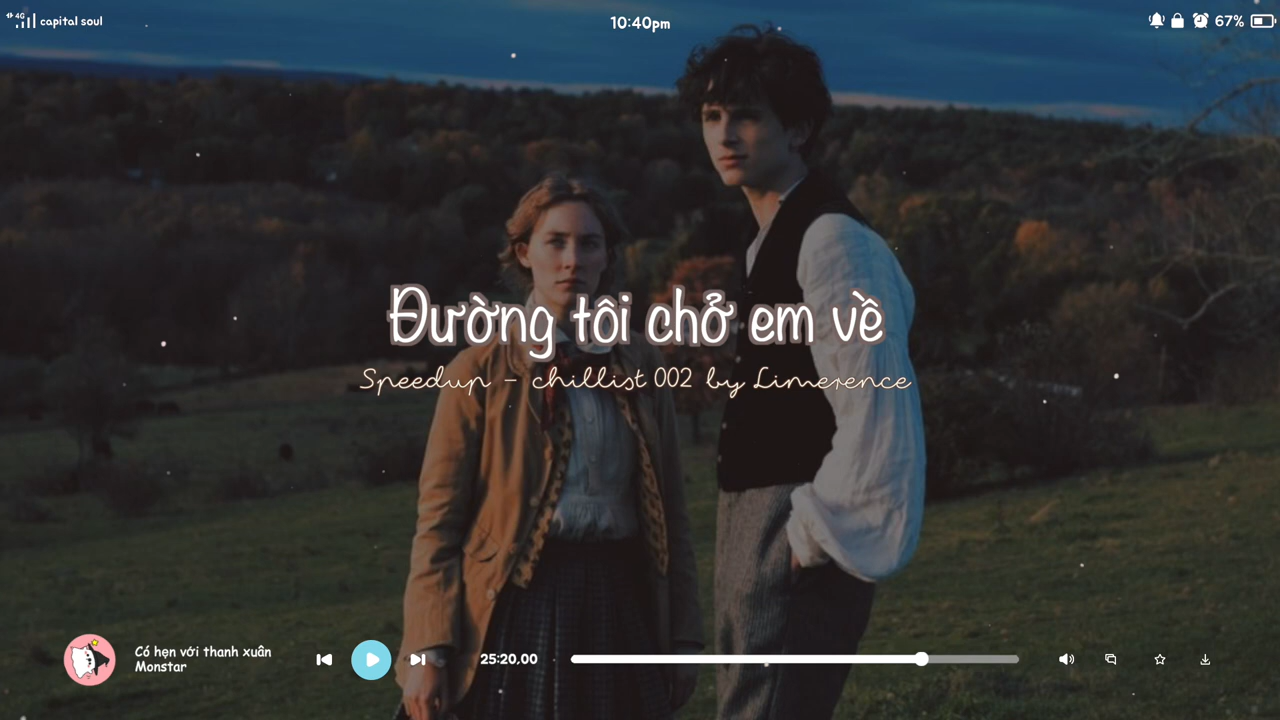 4G capital soul
10:40pm
67%
Đường tôi chở em về
Speedup - chillist 002 by Limerence
Có hẹn với thanh xuân
Monstar
25:20,00